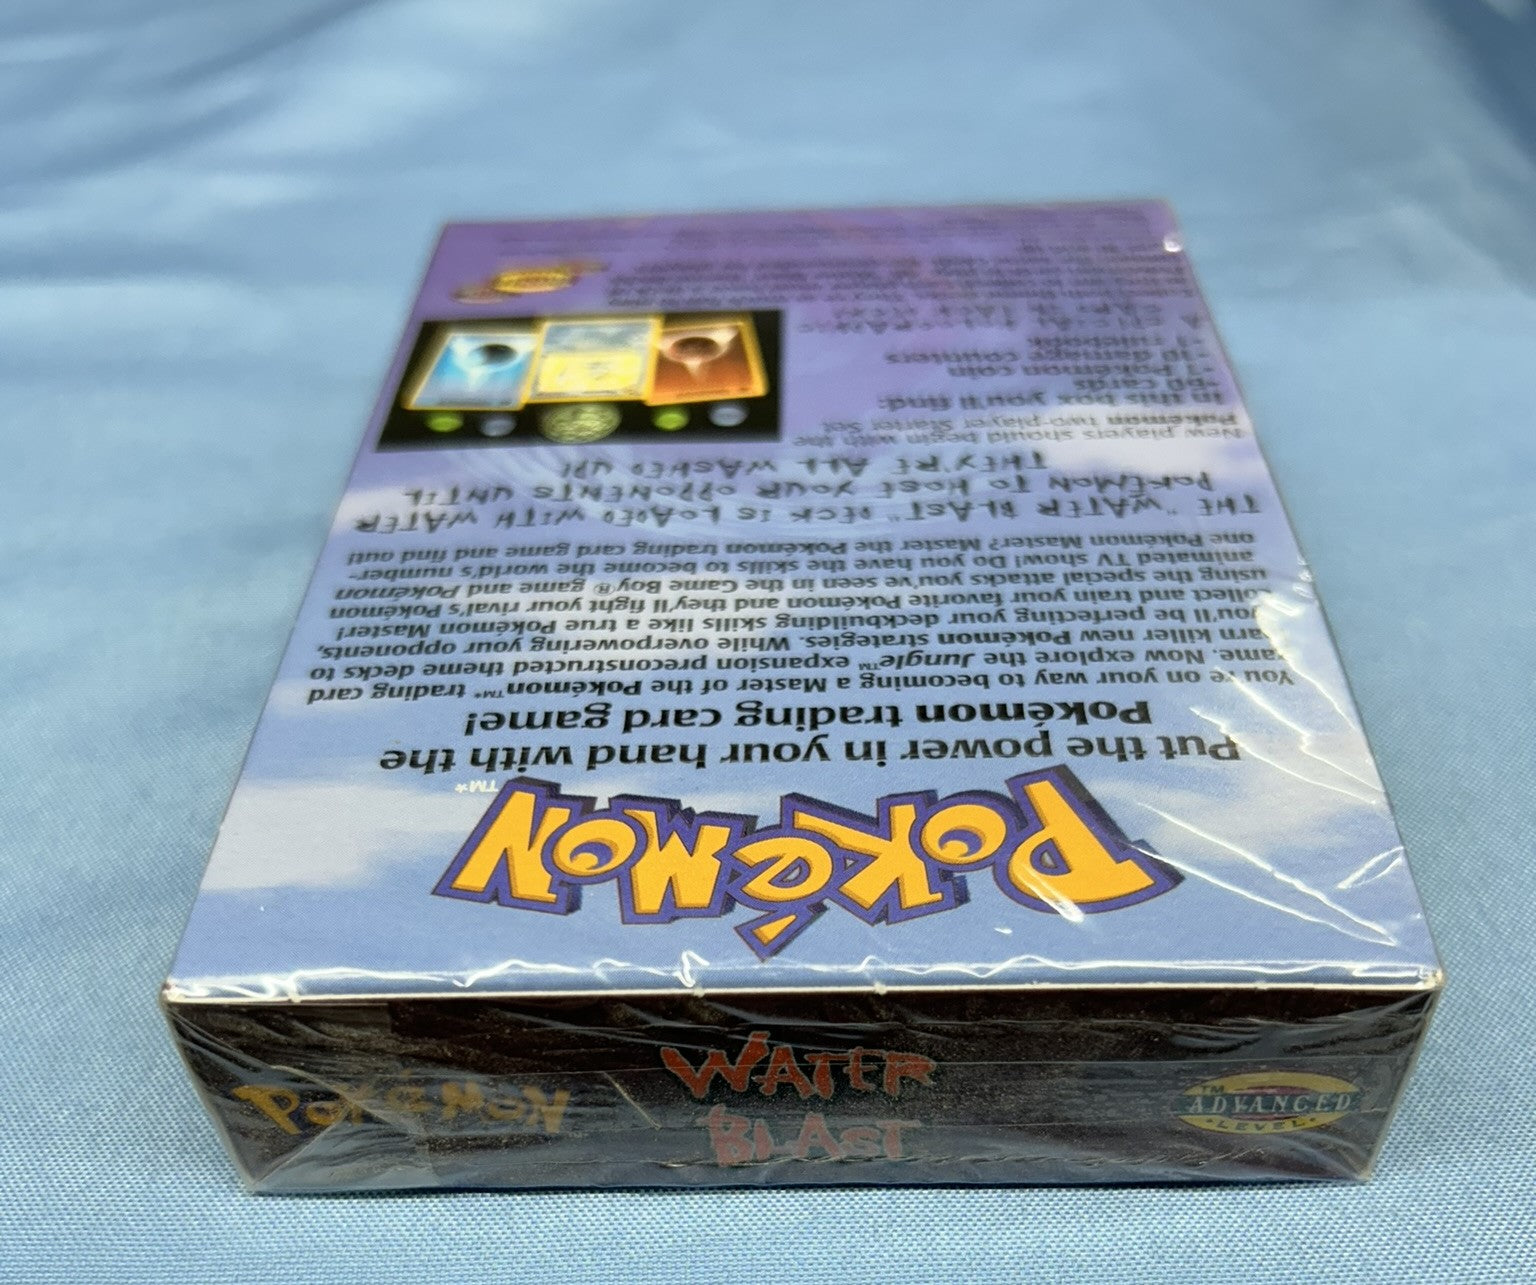 POKéMON
TM*
Put the power in your hand with the
Pokémon trading card game!
You're on your way to becoming a Master of the Pokémon™* trading card
game. Now explore the Jungle™ expansion preconstructed theme decks to
learn killer new Pokémon strategies. While overpowering your opponents,
you'll be perfecting your deckbuilding skills like a true Pokémon Master!
Collect and train your favorite Pokémon and they'll fight your rival's Pokémon
using the special attacks you've seen in the Game Boy® game and Pokémon
animated TV show! Do you have the skills to become the world's number-
one Pokémon Master? Master the Pokémon trading card game and find out!
THE "WATER BLAST" DECK IS LOADED WITH WATER
POKÉMON TO HOSE YOUR OPPONENTS UNTIL
THEY'RE ALL WASHED UP!
New players should begin with the
Pokémon two-player Starter Set.
In this box you'll find:
•60 cards
•1 Pokémon coin
•10 damage counters
•1 rulebook
POKéMON
WATER
BLAST
TM
ADVANCED
•LEVEL•